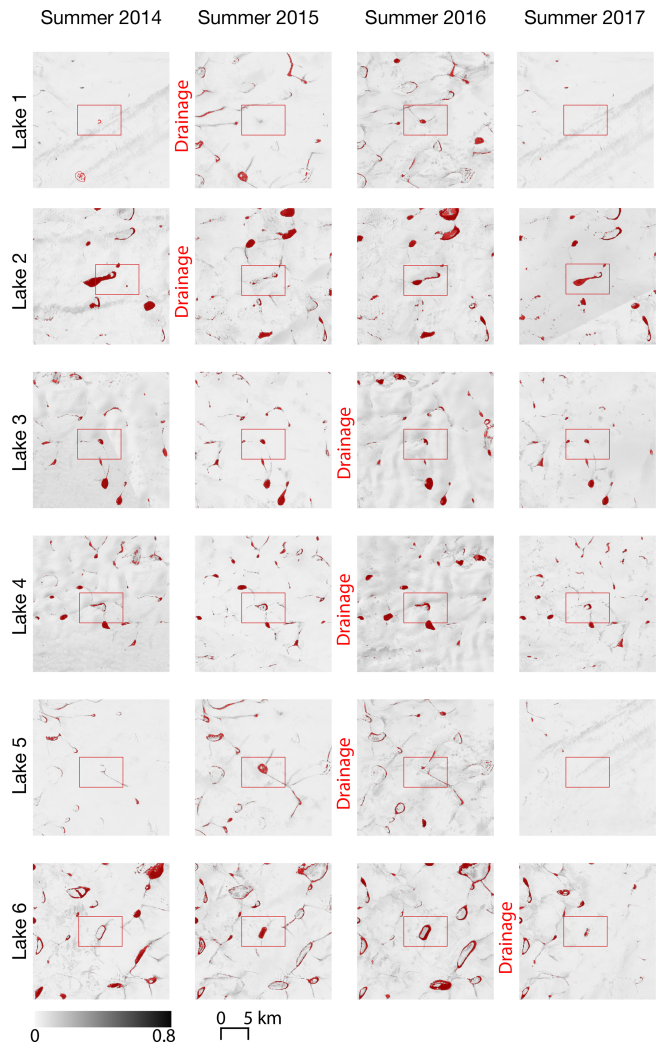 Summer 2014 Summer 2015 Summer 2016 Summer 2017
Lake 1
Drainage
Lake 2
Drainage
Lake 3
Drainage
Lake 4
Drainage
Lake 5
Drainage
Lake 6
Drainage
0 0.8
0 5 km